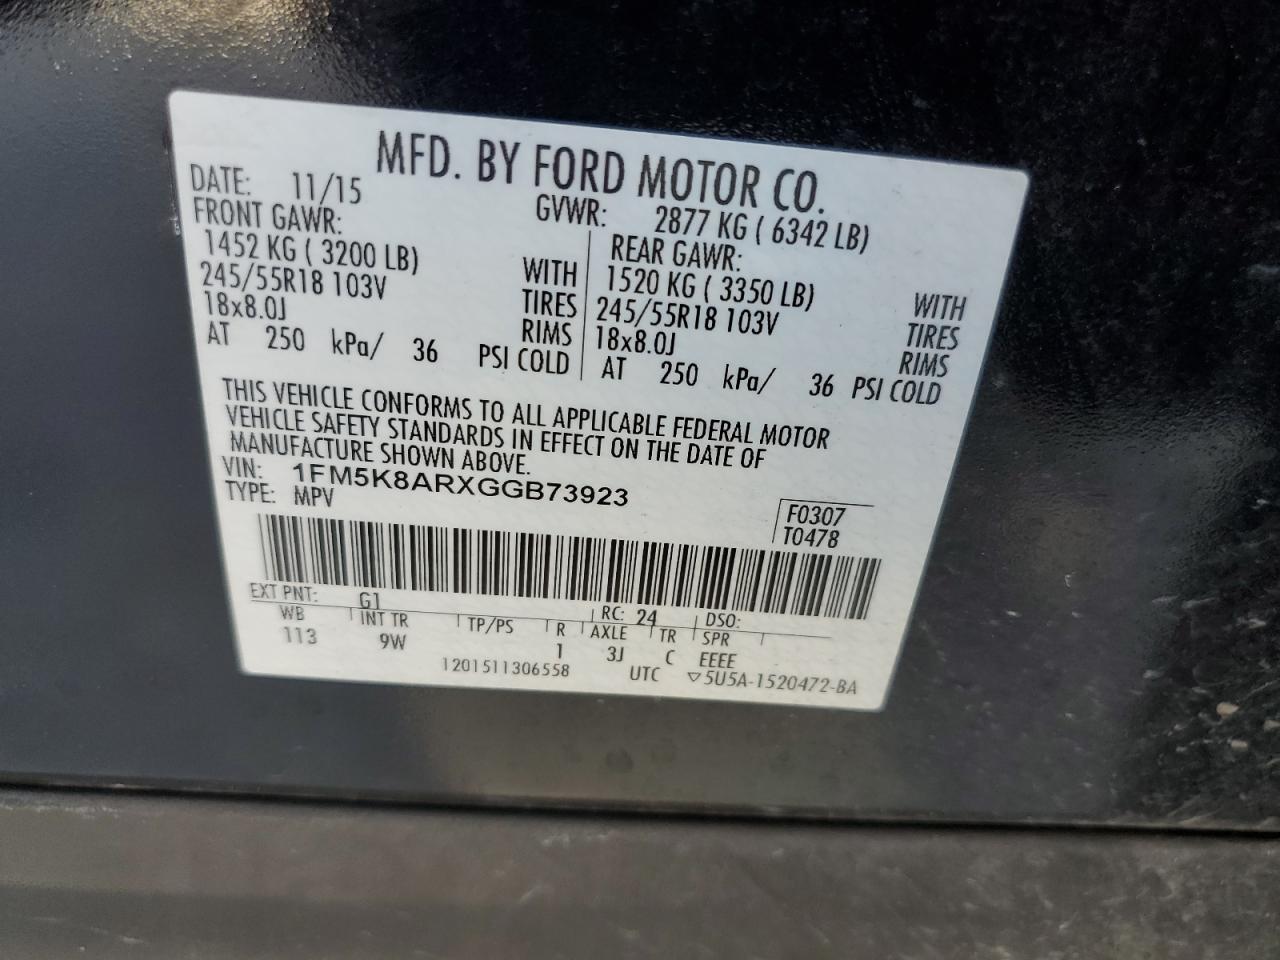 MFD. BY FORD MOTOR CO.
DATE: 11/15
GVWR: 2877 KG ( 6342 LB)
FRONT GAWR:
1452 KG ( 3200 LB) WITH
245/55R18 103V TIRES
18x8.0J RIMS
AT 250 kPa/ 36 PSI COLD
REAR GAWR:
1520 KG ( 3350 LB) WITH
245/55R18 103V TIRES
18x8.0J RIMS
AT 250 kPa/ 36 PSI COLD
THIS VEHICLE CONFORMS TO ALL APPLICABLE FEDERAL MOTOR
VEHICLE SAFETY STANDARDS IN EFFECT ON THE DATE OF
MANUFACTURE SHOWN ABOVE.
VIN: 1FM5K8ARXGGB73923
TYPE: MPV
F0307
T0478
EXT PNT: G1 RC: 24 DSO:
WB INT TR TP/PS R AXLE TR SPR
113 9W 1 3J C EEEE
1201511306558 UTC ▽5U5A-1520472-BA